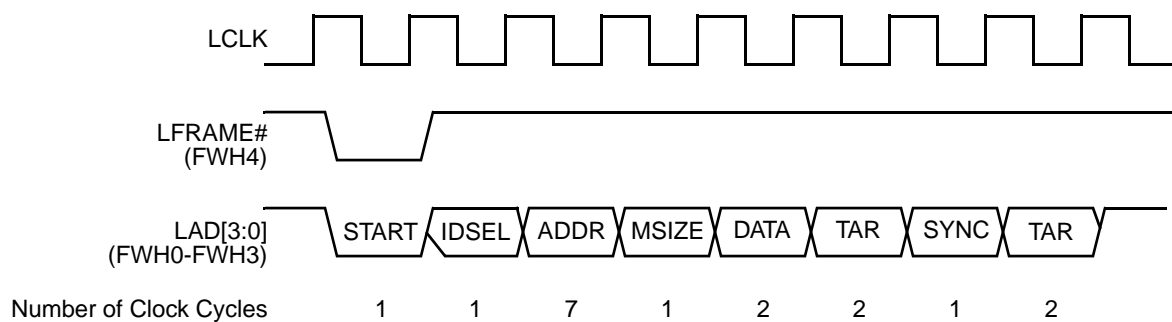 LCLK
LFRAME#
(FWH4)
LAD[3:0]
(FWH0-FWH3)
START IDSEL ADDR MSIZE DATA TAR SYNC TAR
Number of Clock Cycles 1 1 7 1 2 2 1 2